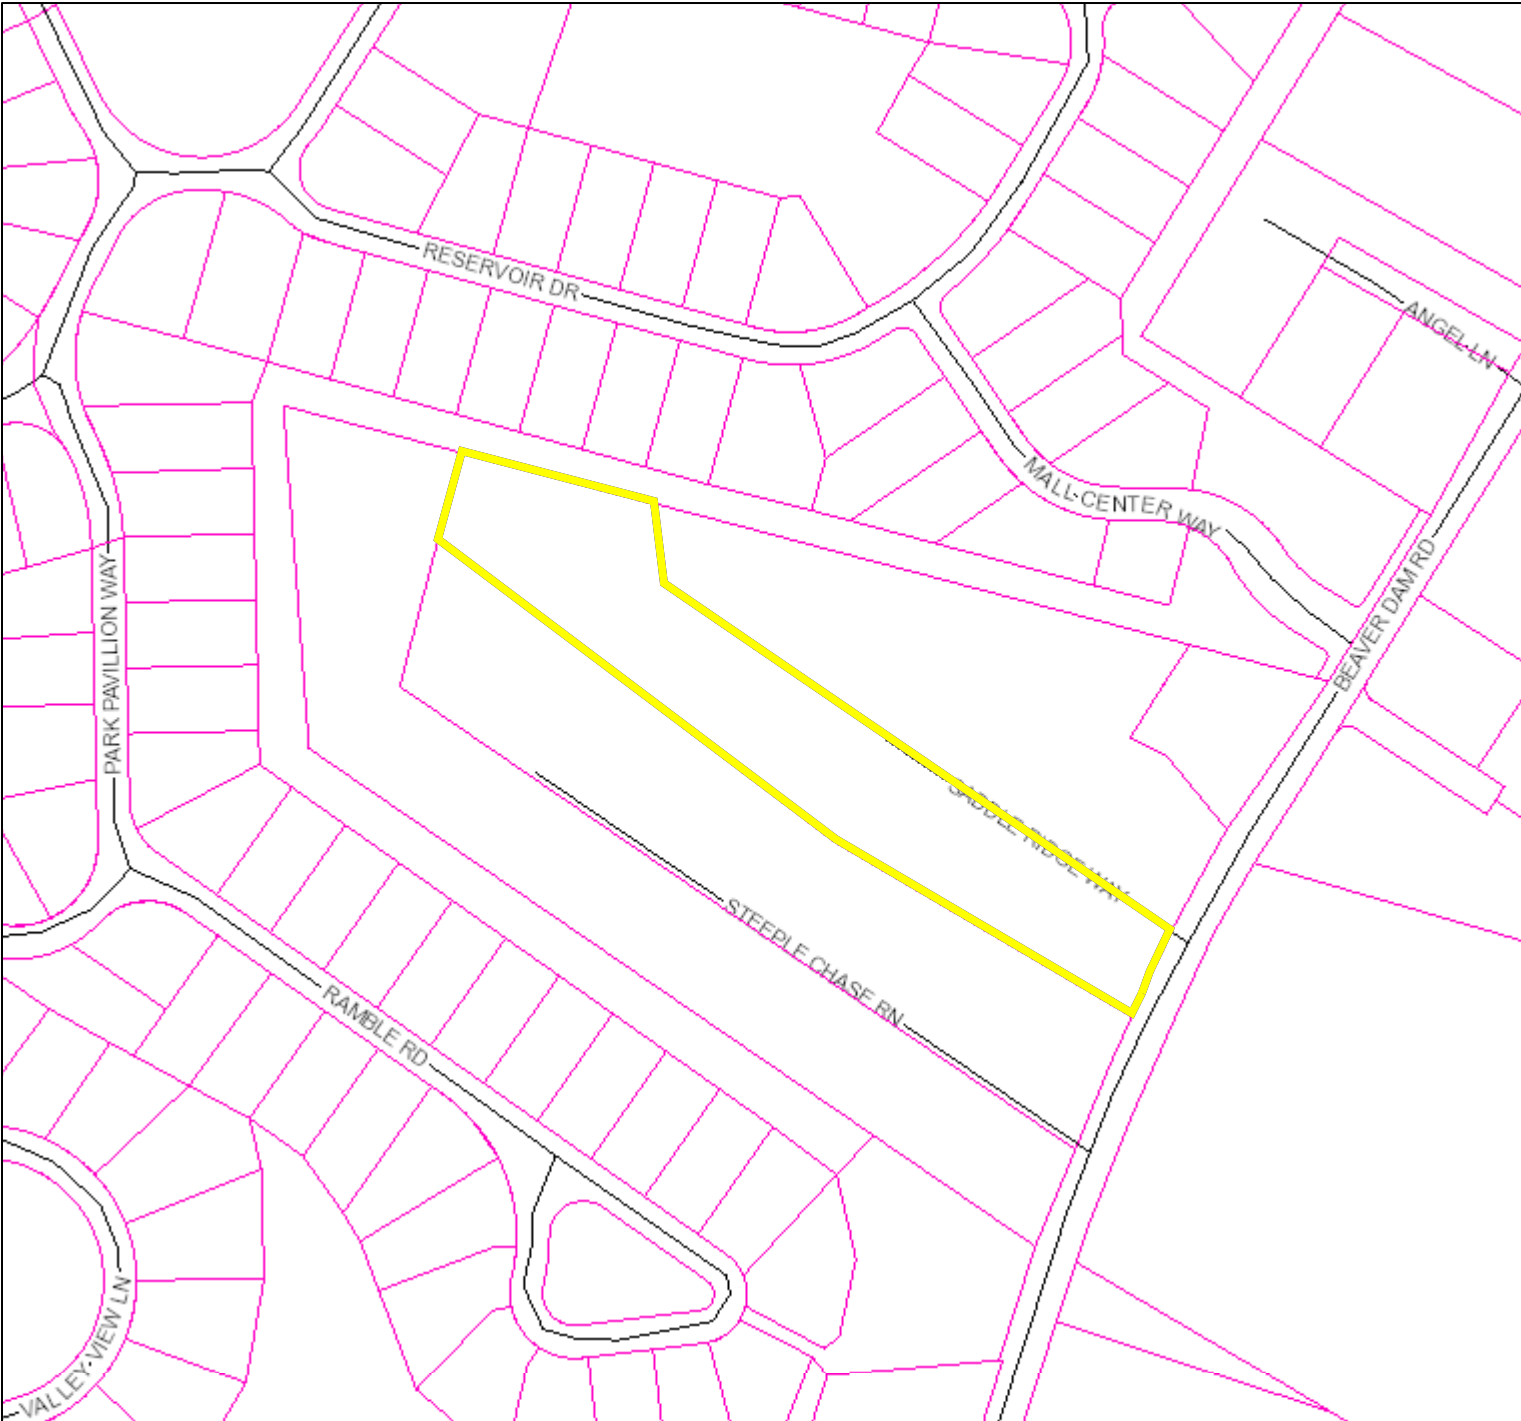 RESERVOIR DR
ANGEL LN
MALL CENTER WAY
BEAVER DAM RD
PARK PAVILLION WAY
SADDLE RIDGE WAY
STEEPLE CHASE RN
RAMBLE RD
VALLEY VIEW LN